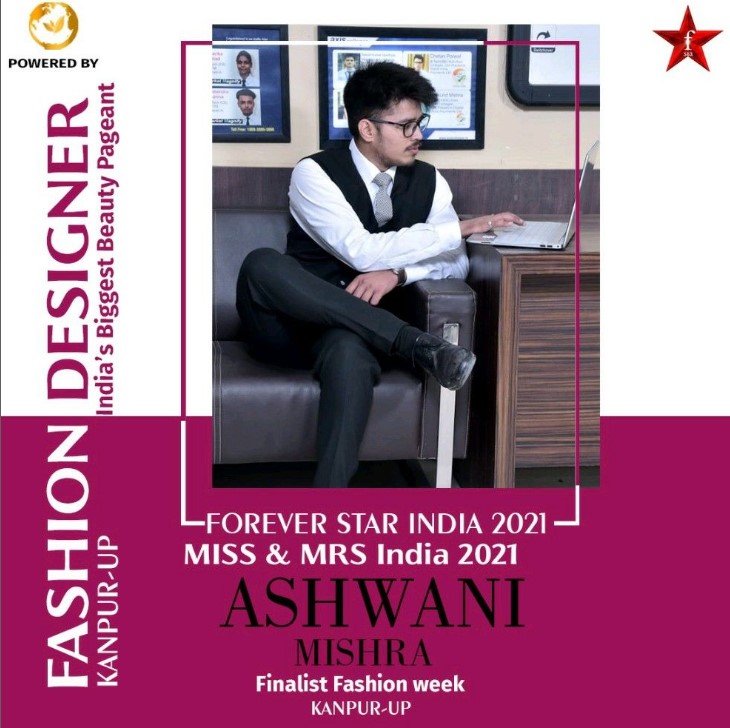 POWERED BY
FASHION DESIGNER
India's Biggest Beauty Pageant
KANPUR-UP
f
FOREVER STAR INDIA 2021
MISS & MRS India 2021
ASHWANI
MISHRA
Finalist Fashion week
KANPUR-UP